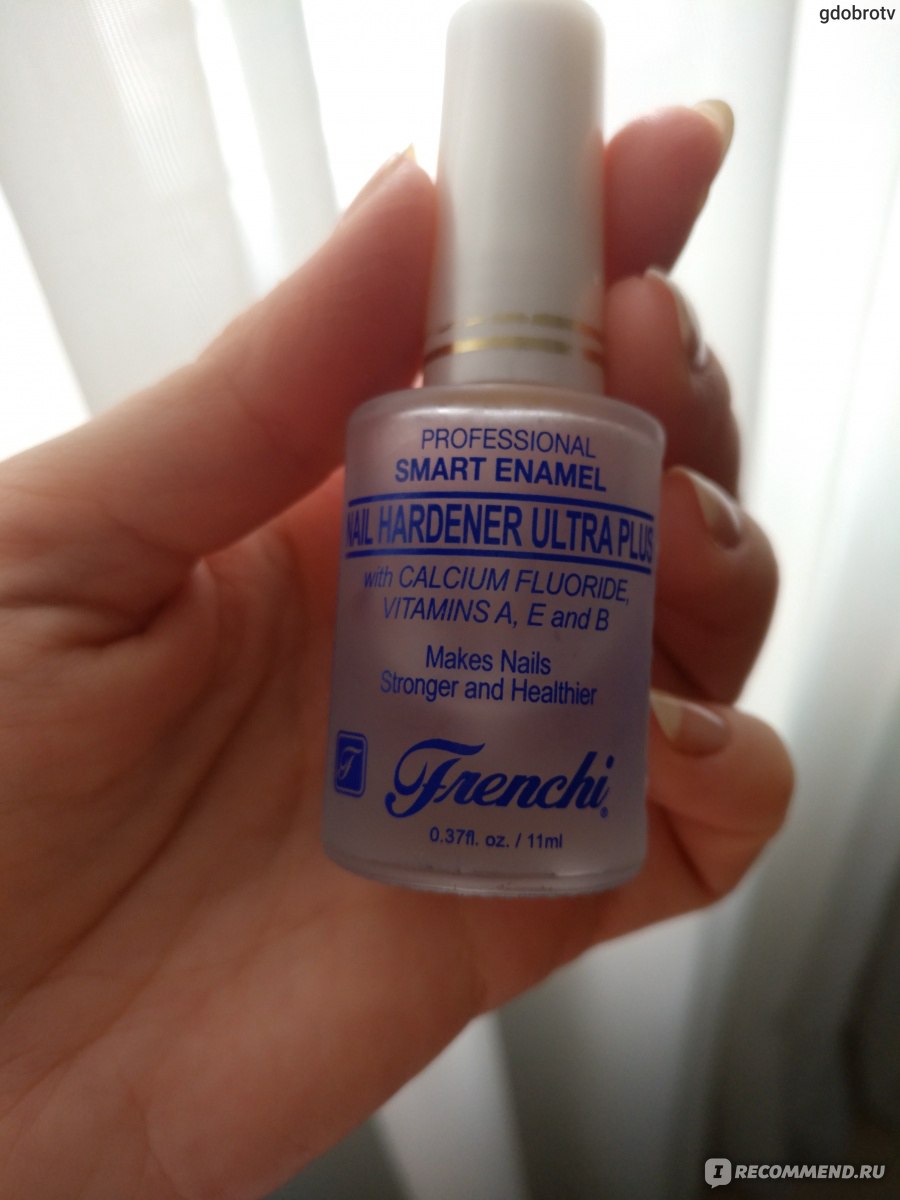 gdobrotv
PROFESSIONAL
SMART ENAMEL
NAIL HARDENER ULTRA PLUS
with CALCIUM FLUORIDE,
VITAMINS A, E and B
Makes Nails
Stronger and Healthier
F
Frenchi®
0.37fl. oz. / 11ml
I RECOMMEND.RU